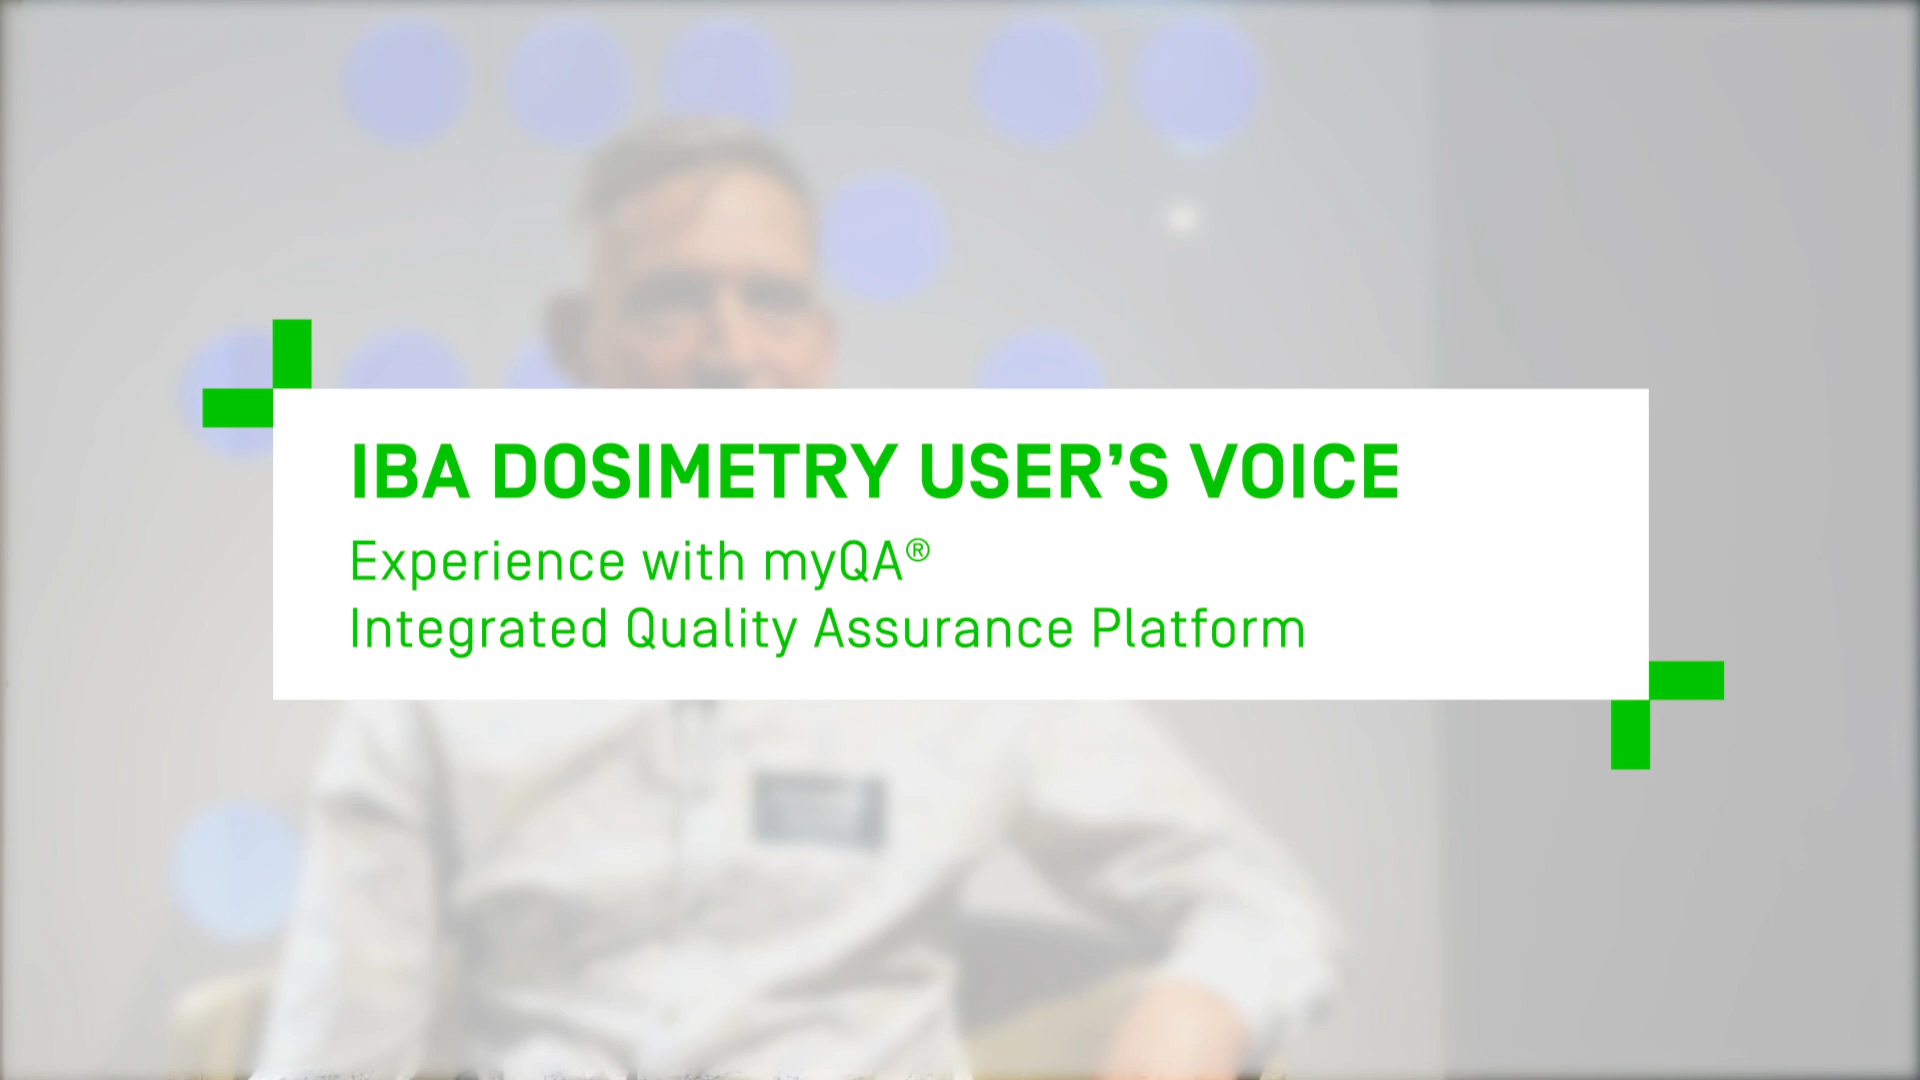 IBA DOSIMETRY USER’S VOICE
Experience with myQA®
Integrated Quality Assurance Platform